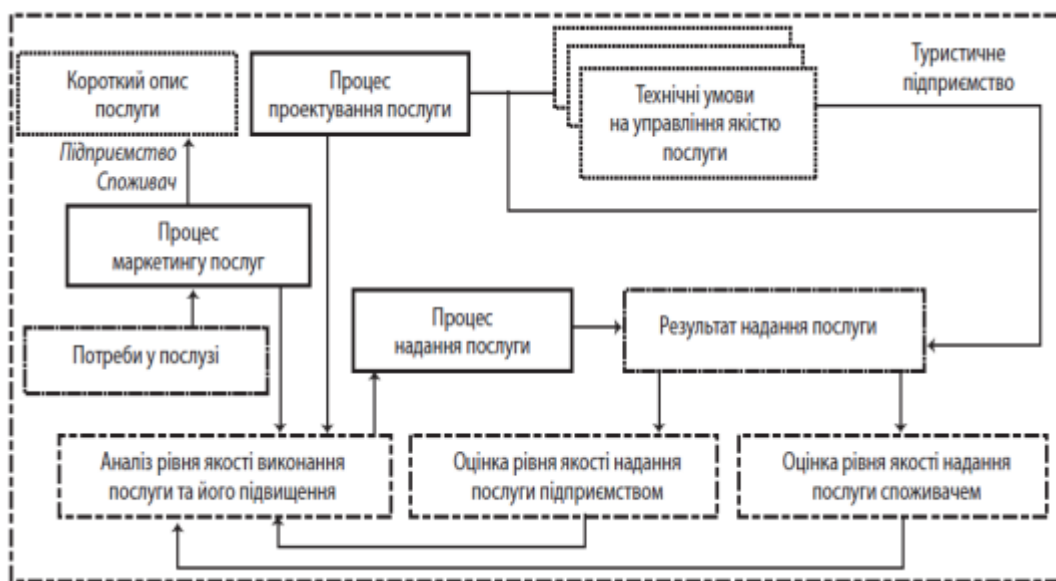 Короткий опис
послуги
Процес
проектування послуги
Технічні умови
на управління якістю
послуги
Туристичне
підприємство
Підприємство
Споживач
Процес
маркетингу послуг
Потреби у послузі
Процес
надання послуги
Результат надання послуги
Аналіз рівня якості виконання
послуги та його підвищення
Оцінка рівня якості надання
послуги підприємством
Оцінка рівня якості надання
послуги споживачем